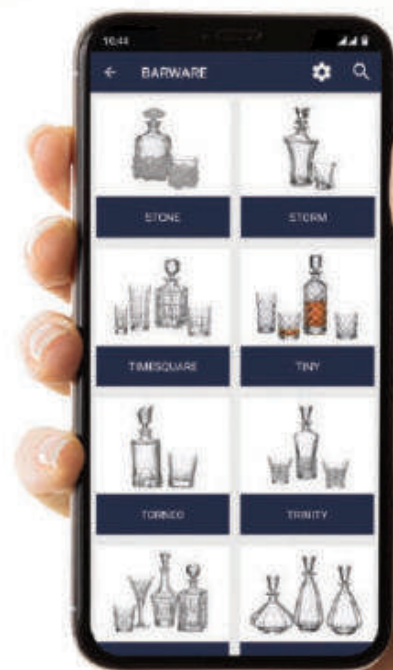 16:44
BARWARE
STONE
STORM
TIMESQUARE
TINY
TORNEO
TRINITY